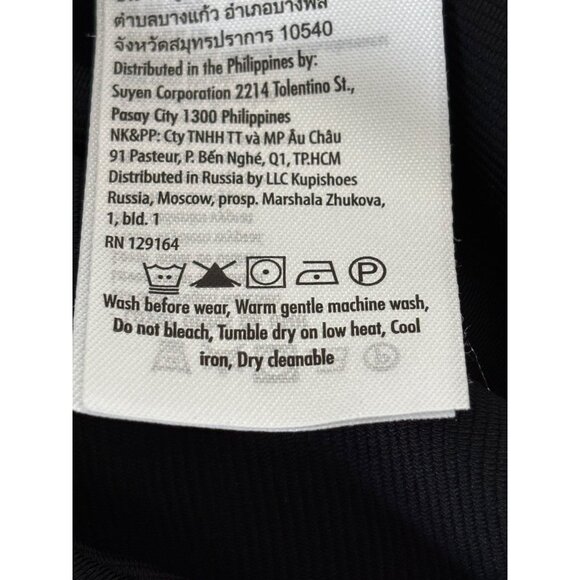 ตำบลบางแก้ว อำเภอบางพลี
จังหวัดสมุทรปราการ 10540
Distributed in the Philippines by:
Suyen Corporation 2214 Tolentino St.,
Pasay City 1300 Philippines
NK&PP: Cty TNHH TT và MP Âu Châu
91 Pasteur, P. Bến Nghé, Q1, TP.HCM
Distributed in Russia by LLC Kupishoes
Russia, Moscow, prosp. Marshala Zhukova,
1, bld. 1
RN 129164
P
Wash before wear, Warm gentle machine wash,
Do not bleach, Tumble dry on low heat, Cool
iron, Dry cleanable